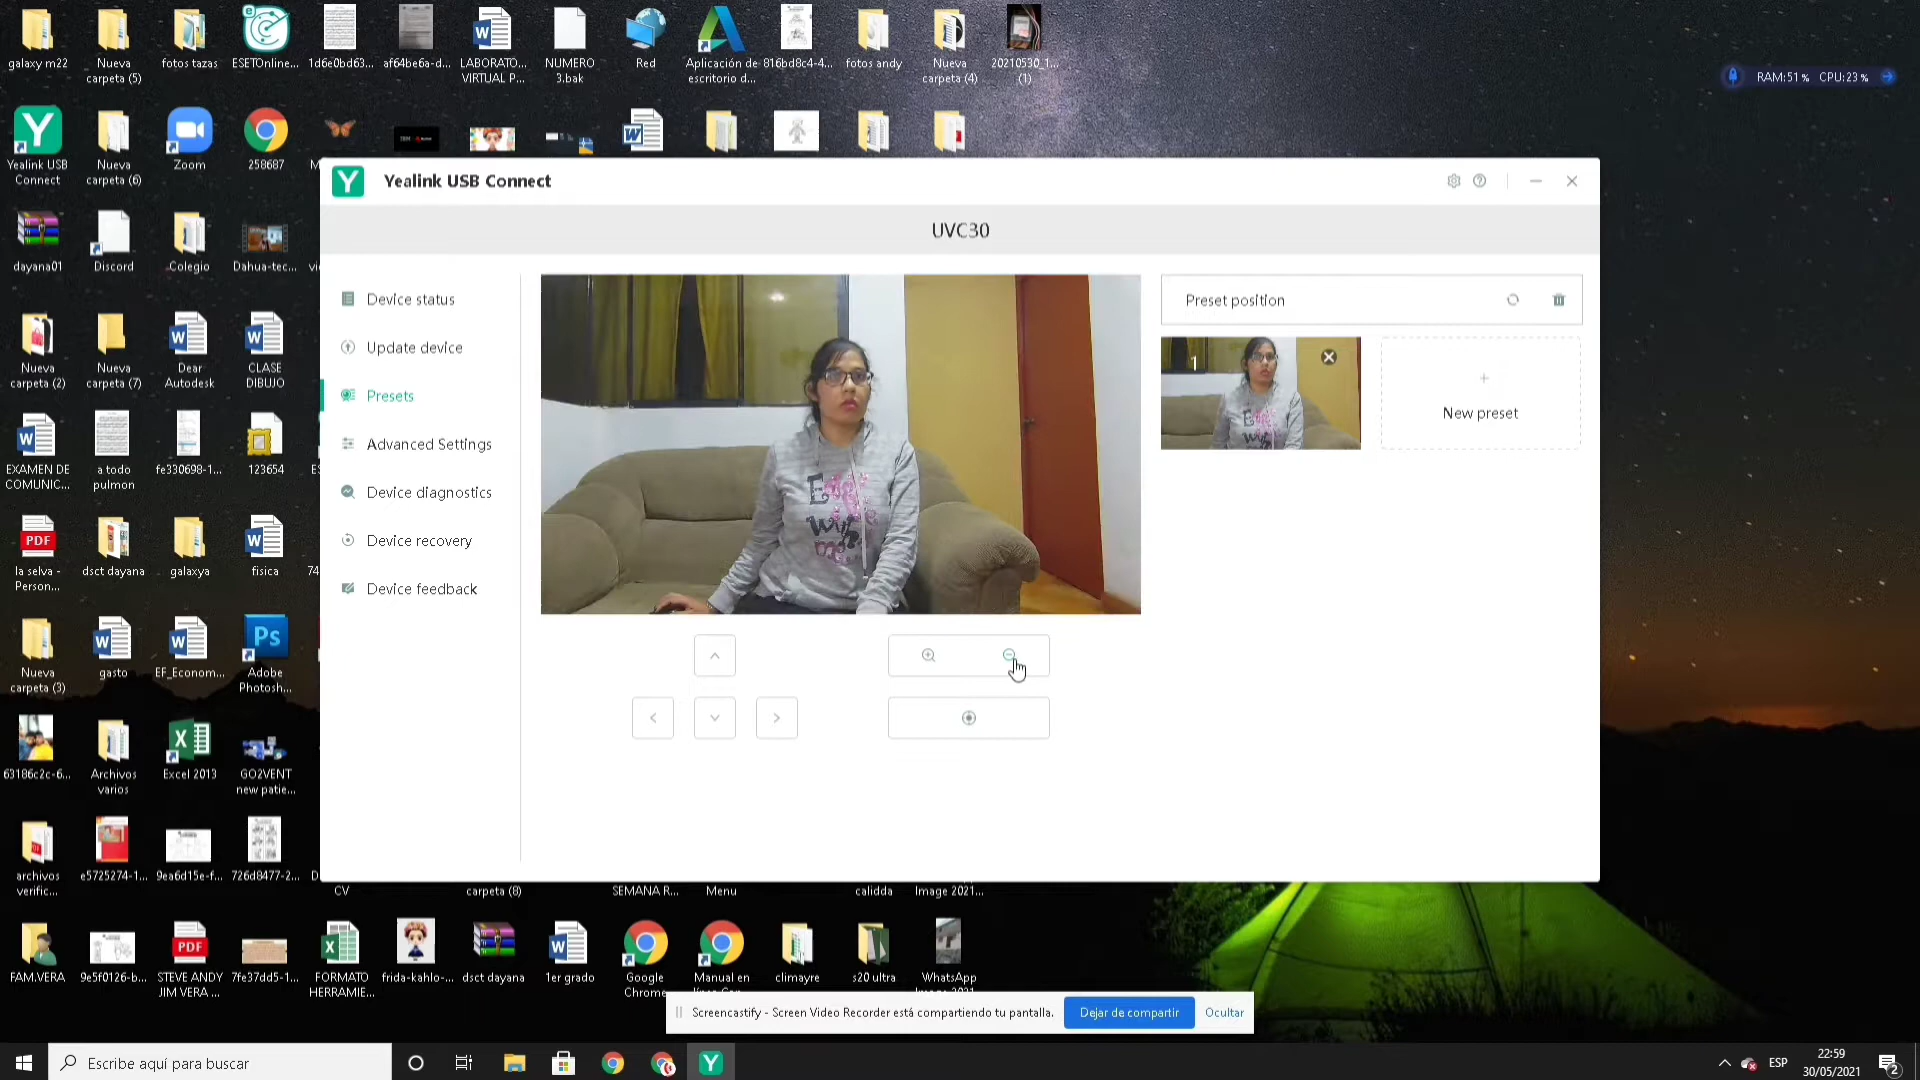 galaxy m22
Nueva
carpeta (5)
fotos tazas
ESETOnline...
1d6e0bd63...
af64be6a-d...
LABORATO...
VIRTUAL P...
NUMERO
3.bak
Red
Aplicación de
escritorio d...
816bd8c4-4...
fotos andy
Nueva
carpeta (4)
20210530_1...
(1)
RAM:51% CPU:23%
Yealink USB
Connect
Nueva
carpeta (6)
Zoom
258687
dayana01
Discord
Colegio
Dahua-tec...
Nueva
carpeta (2)
Nueva
carpeta (7)
Dear
Autodesk
CLASE
DIBUJO
EXAMEN DE
COMUNIC...
a todo
pulmon
fe330698-1...
123654
la selva -
Person...
dsct dayana
galaxya
fisica
Nueva
carpeta (3)
gasto
EF_Econom...
Adobe
Photosh...
63186c2c-6...
Archivos
varios
Excel 2013
GO2VENT
new patie...
archivos
verific...
e5725274-1...
9ea6d15e-f...
726d8477-2...
CV
carpeta (8)
SEMANA R...
Menu
calidda
Image 2021...
FAM.VERA
9e5f0126-b...
STEVE ANDY
JIM VERA ...
7fe37dd5-1...
FORMATO
HERRAMIE...
frida-kahlo-...
dsct dayana
1er grado
Google
Chrome
Manual en
climayre
s20 ultra
WhatsApp
Yealink USB Connect
UVC30
Device status
Update device
Presets
Advanced Settings
Device diagnostics
Device recovery
Device feedback
Preset position
1
+
New preset
Screencastify - Screen Video Recorder está compartiendo tu pantalla.
Dejar de compartir
Ocultar
Escribe aquí para buscar
ESP
22:59
30/05/2021
2